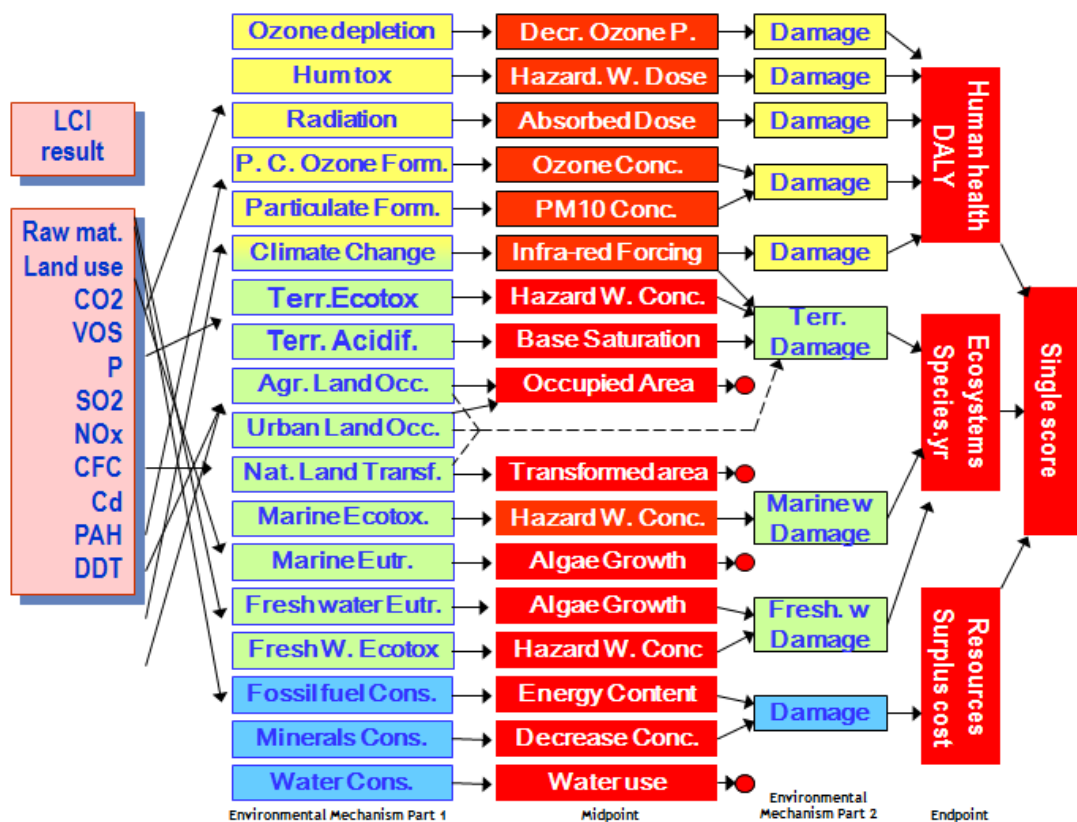 LCI
result
Raw mat.
Land use
CO2
VOS
P
SO2
NOx
CFC
Cd
PAH
DDT
Ozone depletion
Hum tox
Radiation
P. C. Ozone Form.
Particulate Form.
Climate Change
Terr.Ecotox
Terr. Acidif.
Agr. Land Occ.
Urban Land Occ.
Nat. Land Transf.
Marine Ecotox.
Marine Eutr.
Fresh water Eutr.
Fresh W. Ecotox
Fossil fuel Cons.
Minerals Cons.
Water Cons.
Environmental Mechanism Part 1
Decr. Ozone P.
Hazard. W. Dose
Absorbed Dose
Ozone Conc.
PM10 Conc.
Infra-red Forcing
Hazard W. Conc.
Base Saturation
Occupied Area
Transformed area
Hazard W. Conc.
Algae Growth
Algae Growth
Hazard W. Conc
Energy Content
Decrease Conc.
Water use
Midpoint
Damage
Damage
Damage
Damage
Damage
Terr.
Damage
Marine w
Damage
Fresh. w
Damage
Damage
Environmental
Mechanism Part 2
Human health
DALY
Ecosystems
Species.yr
Resources
Surplus cost
Endpoint
Single score